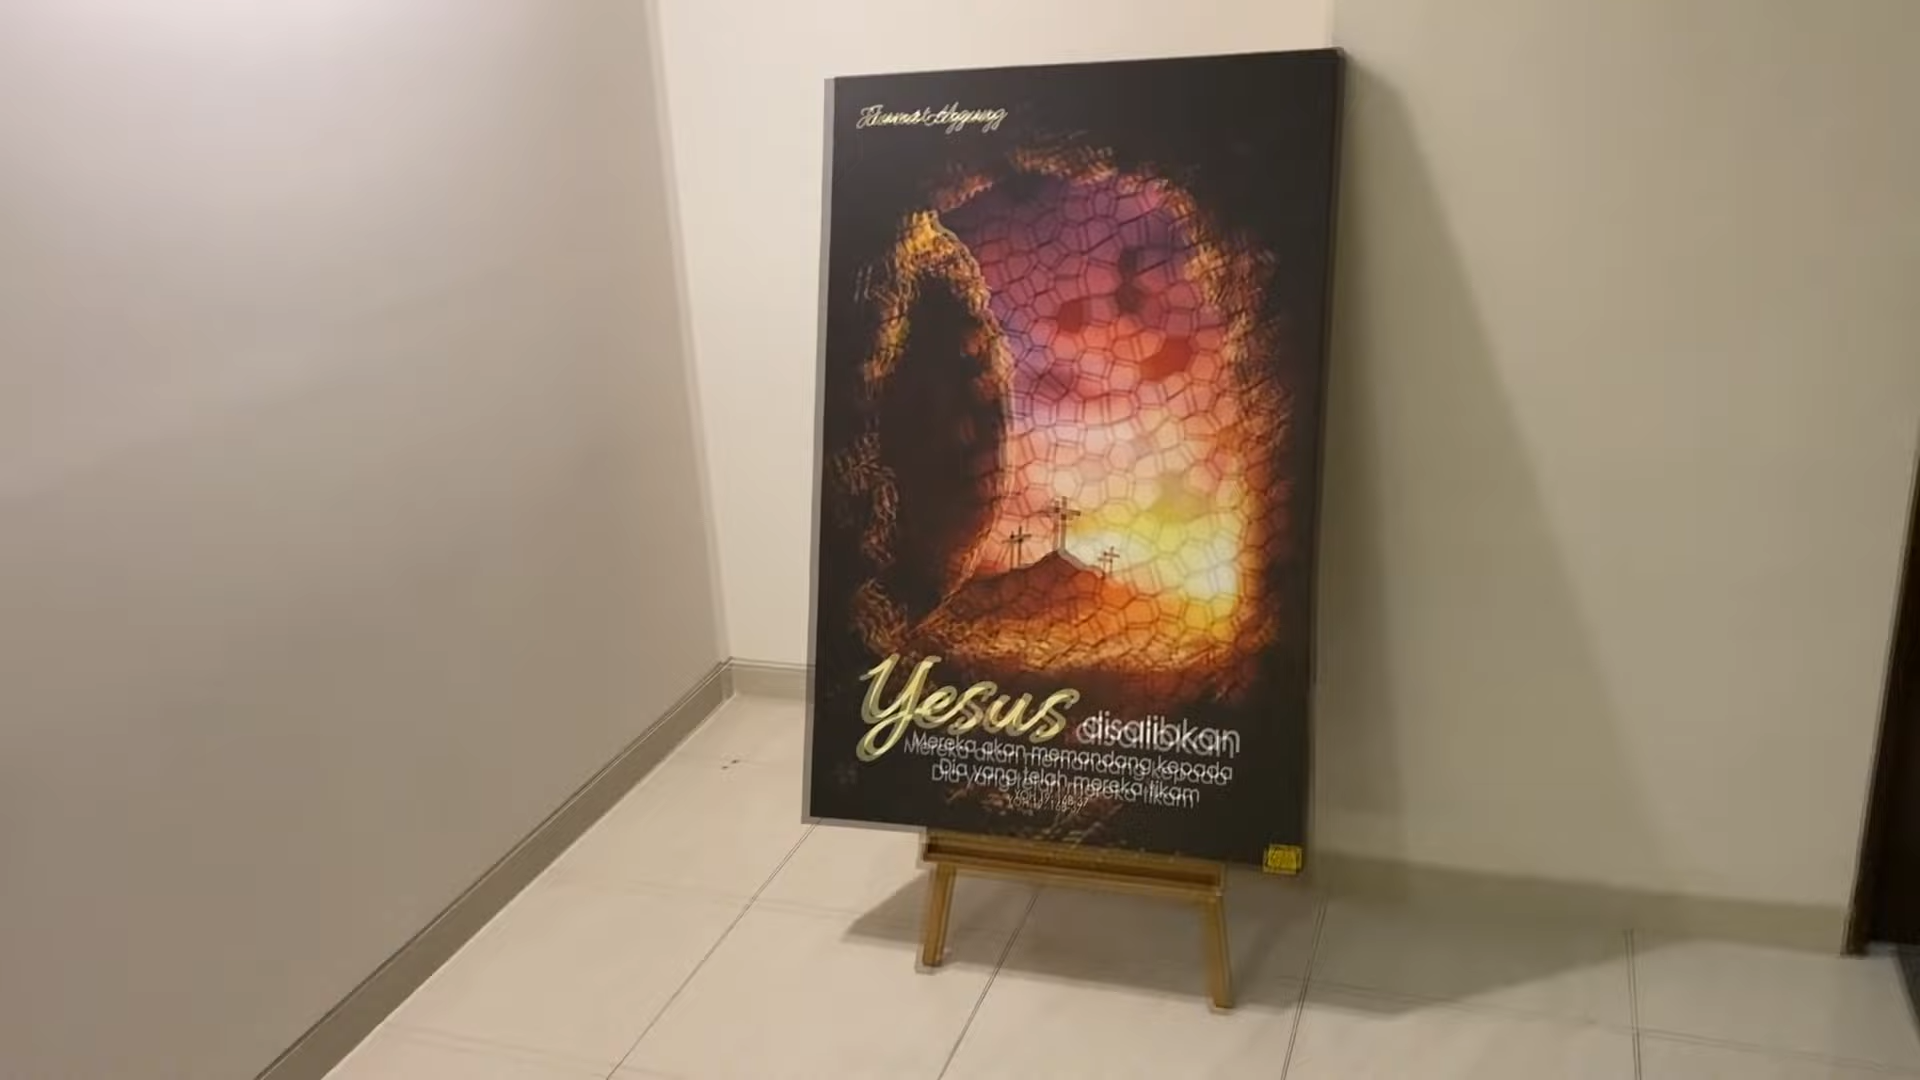 Jumat Agung
Yesus disalibkan
Mereka akan memandang kepada
Dia yang telah mereka tikam